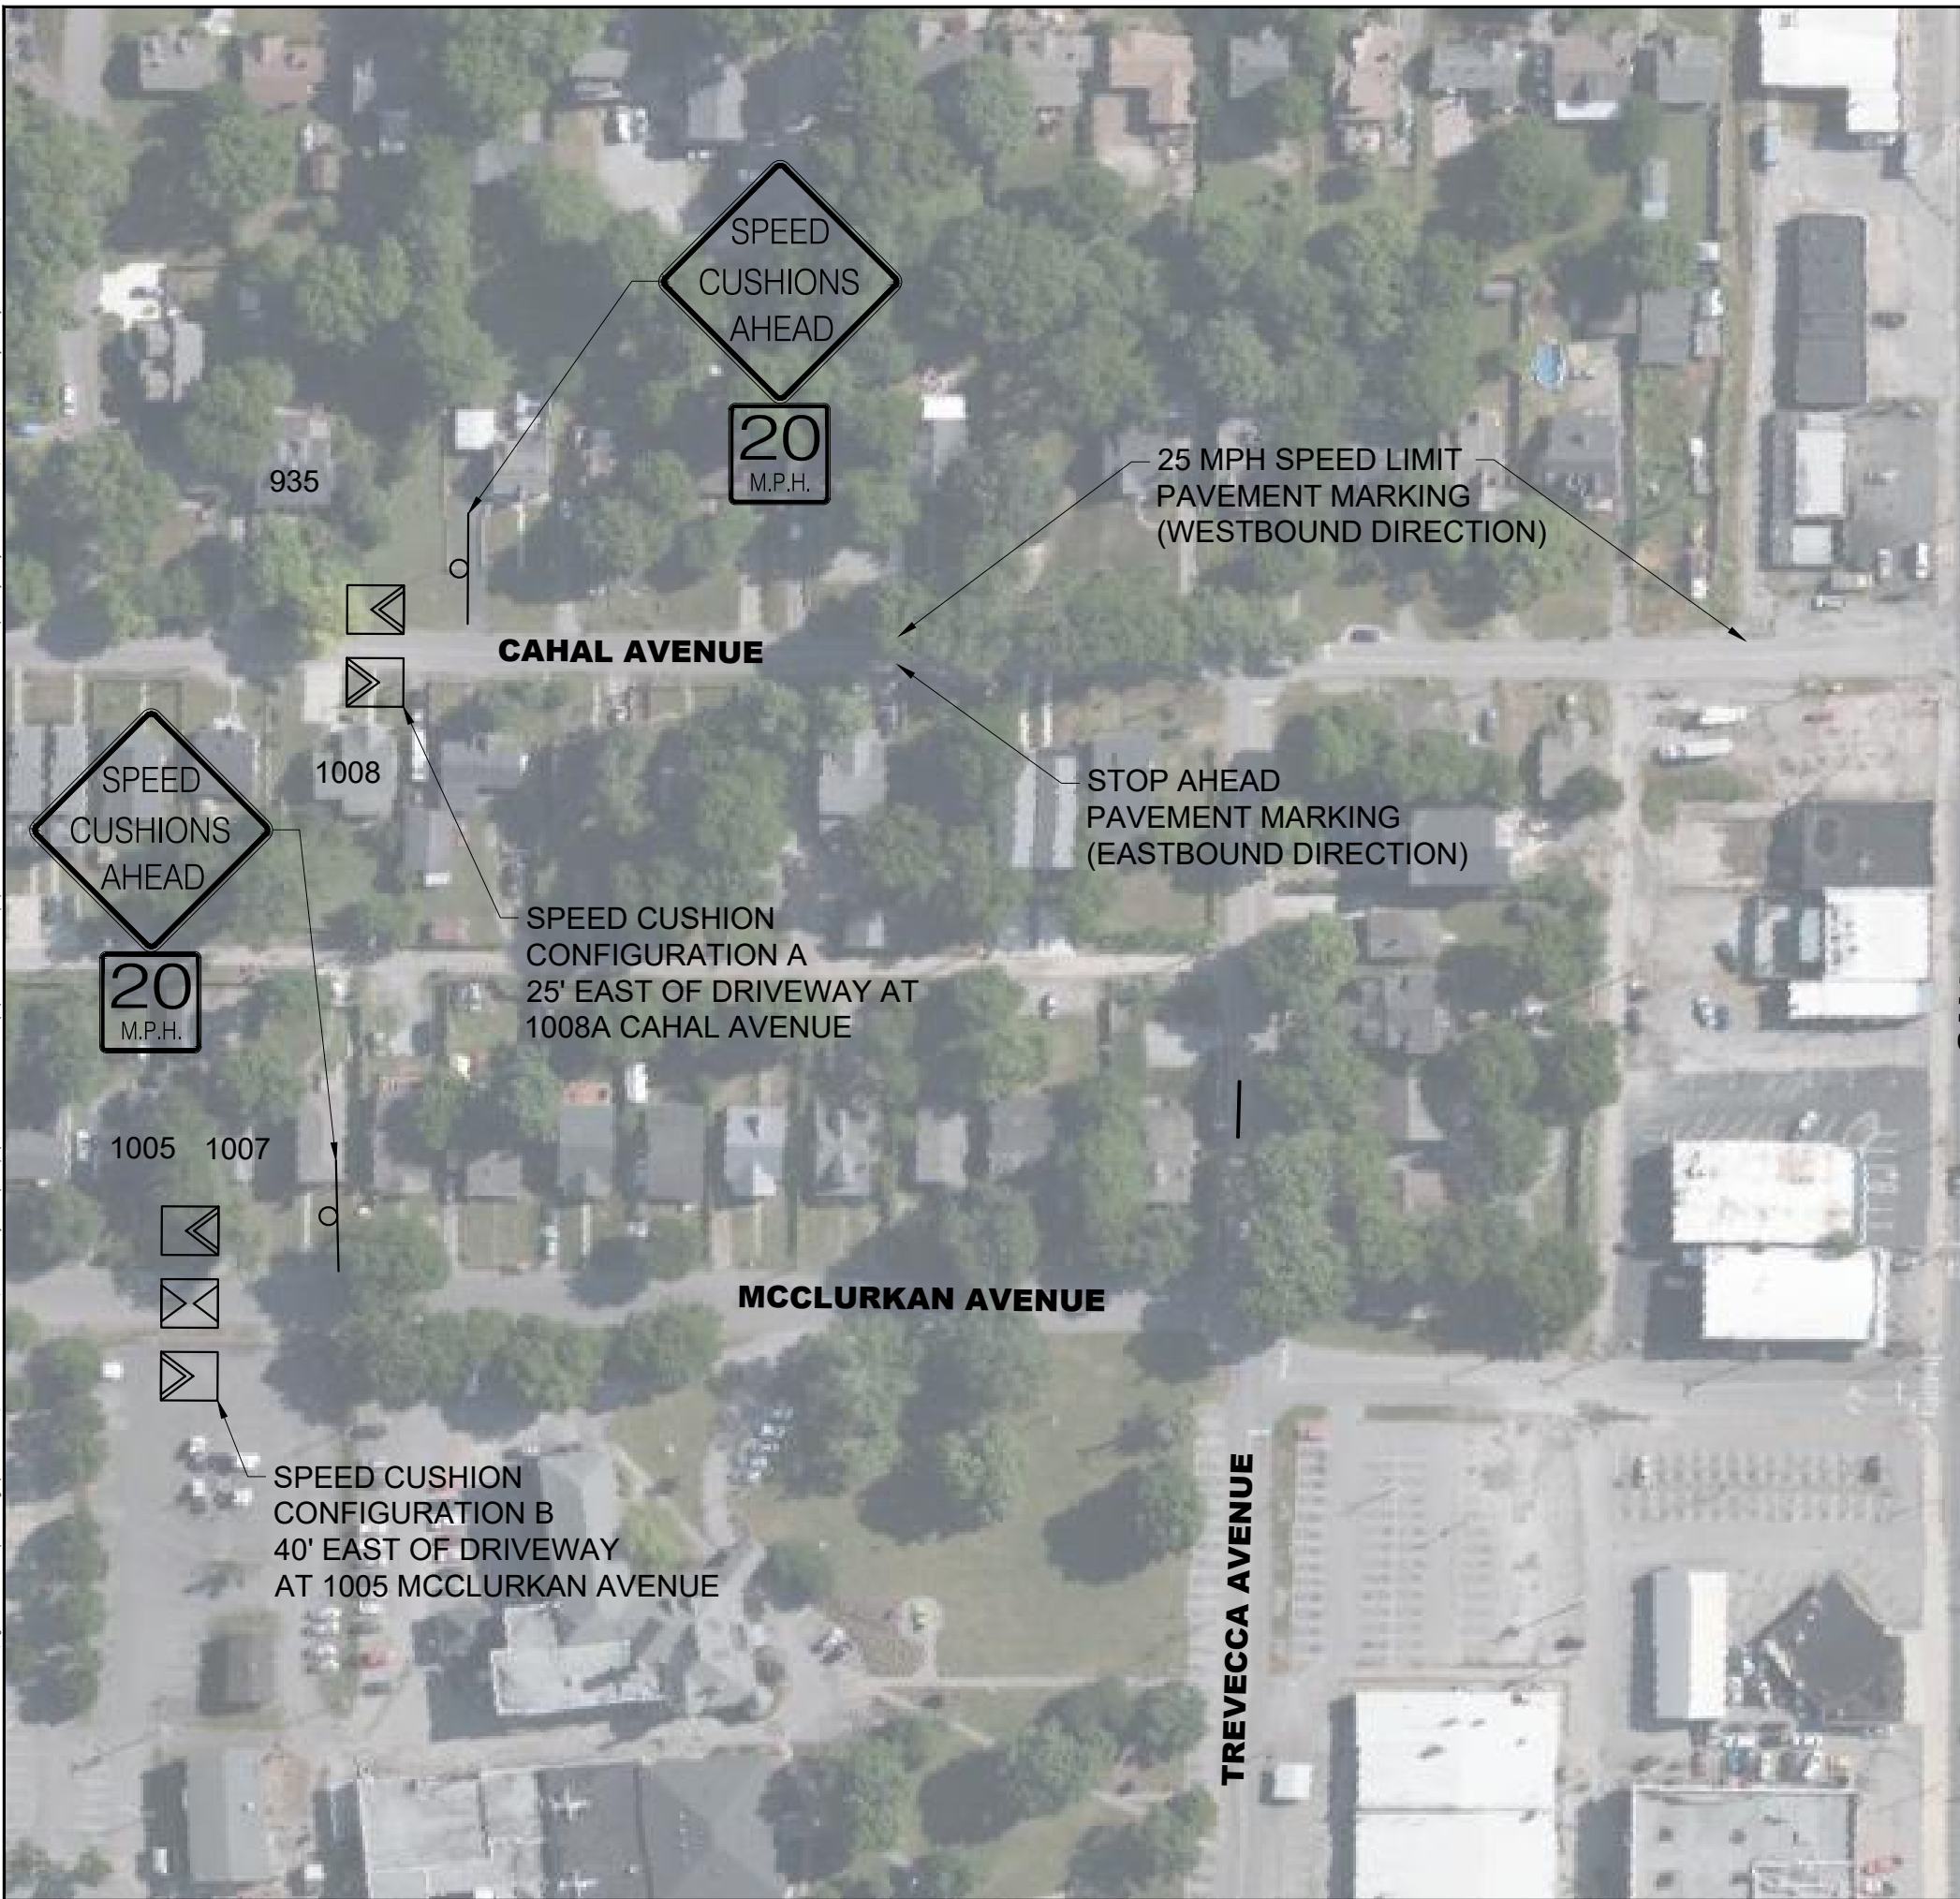 SPEED
CUSHIONS
AHEAD
20
M.P.H.
935
25 MPH SPEED LIMIT
PAVEMENT MARKING
(WESTBOUND DIRECTION)
CAHAL AVENUE
1008
STOP AHEAD
PAVEMENT MARKING
(EASTBOUND DIRECTION)
SPEED
CUSHIONS
AHEAD
20
M.P.H.
SPEED CUSHION
CONFIGURATION A
25' EAST OF DRIVEWAY AT
1008A CAHAL AVENUE
1005 1007
MCCLURKAN AVENUE
SPEED CUSHION
CONFIGURATION B
40' EAST OF DRIVEWAY
AT 1005 MCCLURKAN AVENUE
TREVECCA AVENUE